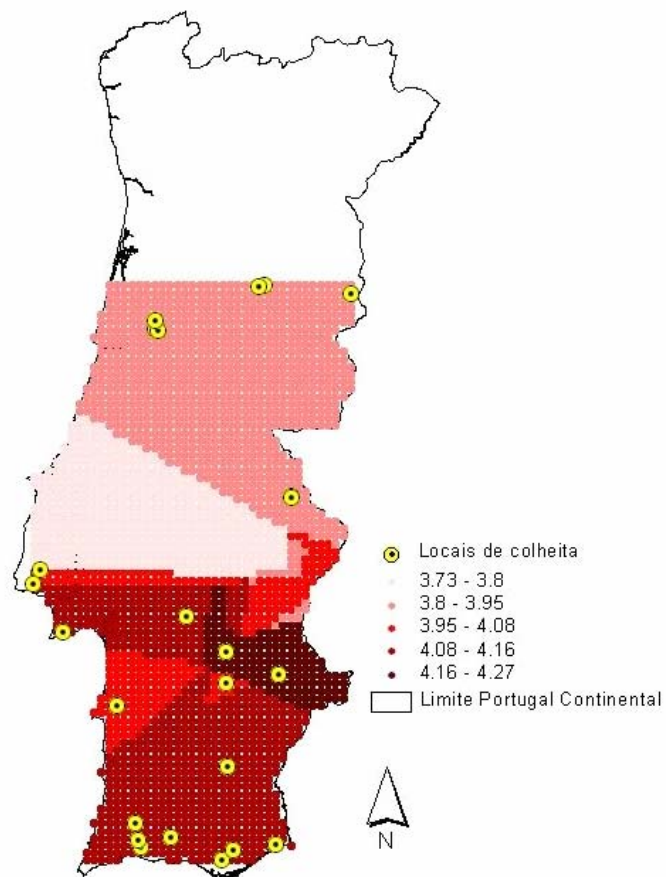 Locais de colheita
3.73 - 3.8
3.8 - 3.95
3.95 - 4.08
4.08 - 4.16
4.16 - 4.27
Limite Portugal Continental
N